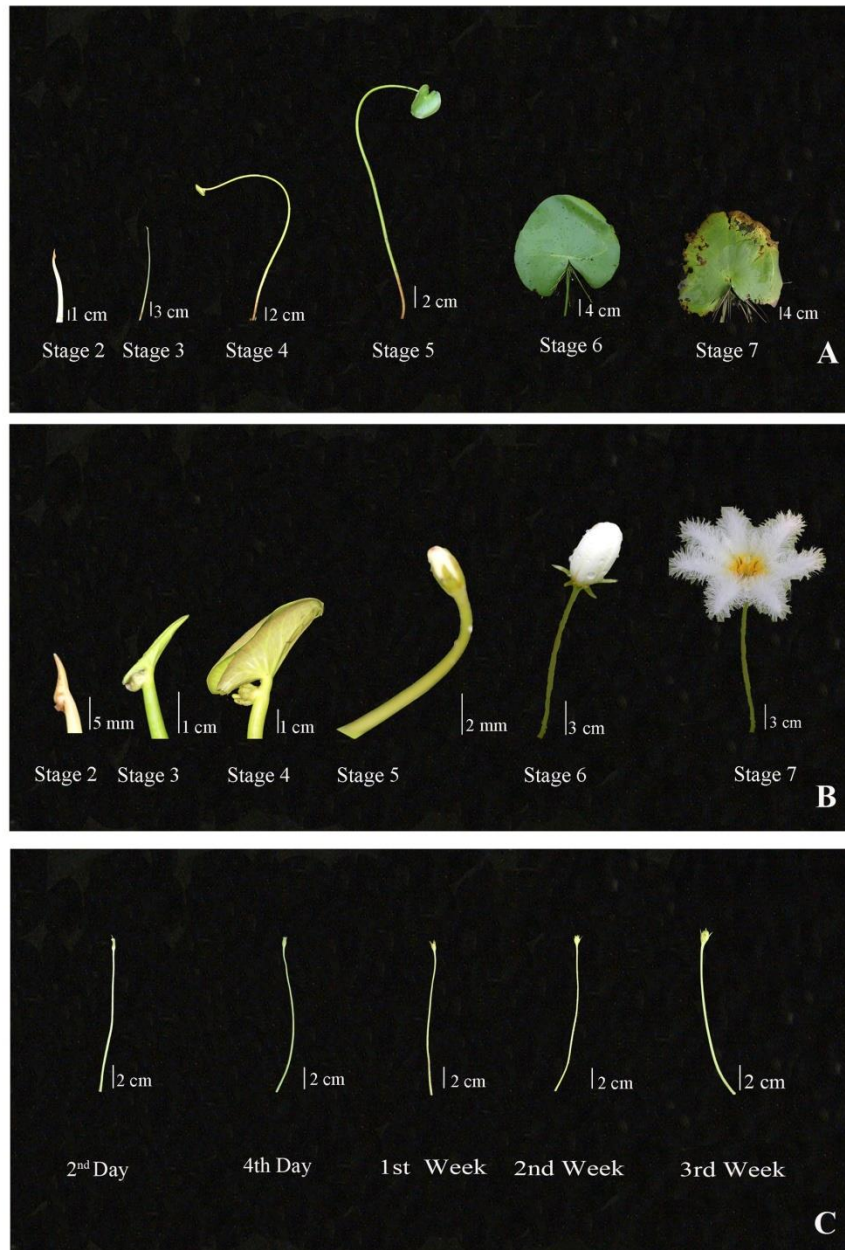 1 cm
3 cm
2 cm
2 cm
4 cm
4 cm
Stage 2
Stage 3
Stage 4
Stage 5
Stage 6
Stage 7
A
5 mm
1 cm
1 cm
2 mm
3 cm
3 cm
Stage 2
Stage 3
Stage 4
Stage 5
Stage 6
Stage 7
B
2 cm
2 cm
2 cm
2 cm
2 cm
2nd Day
4th Day
1st Week
2nd Week
3rd Week
C